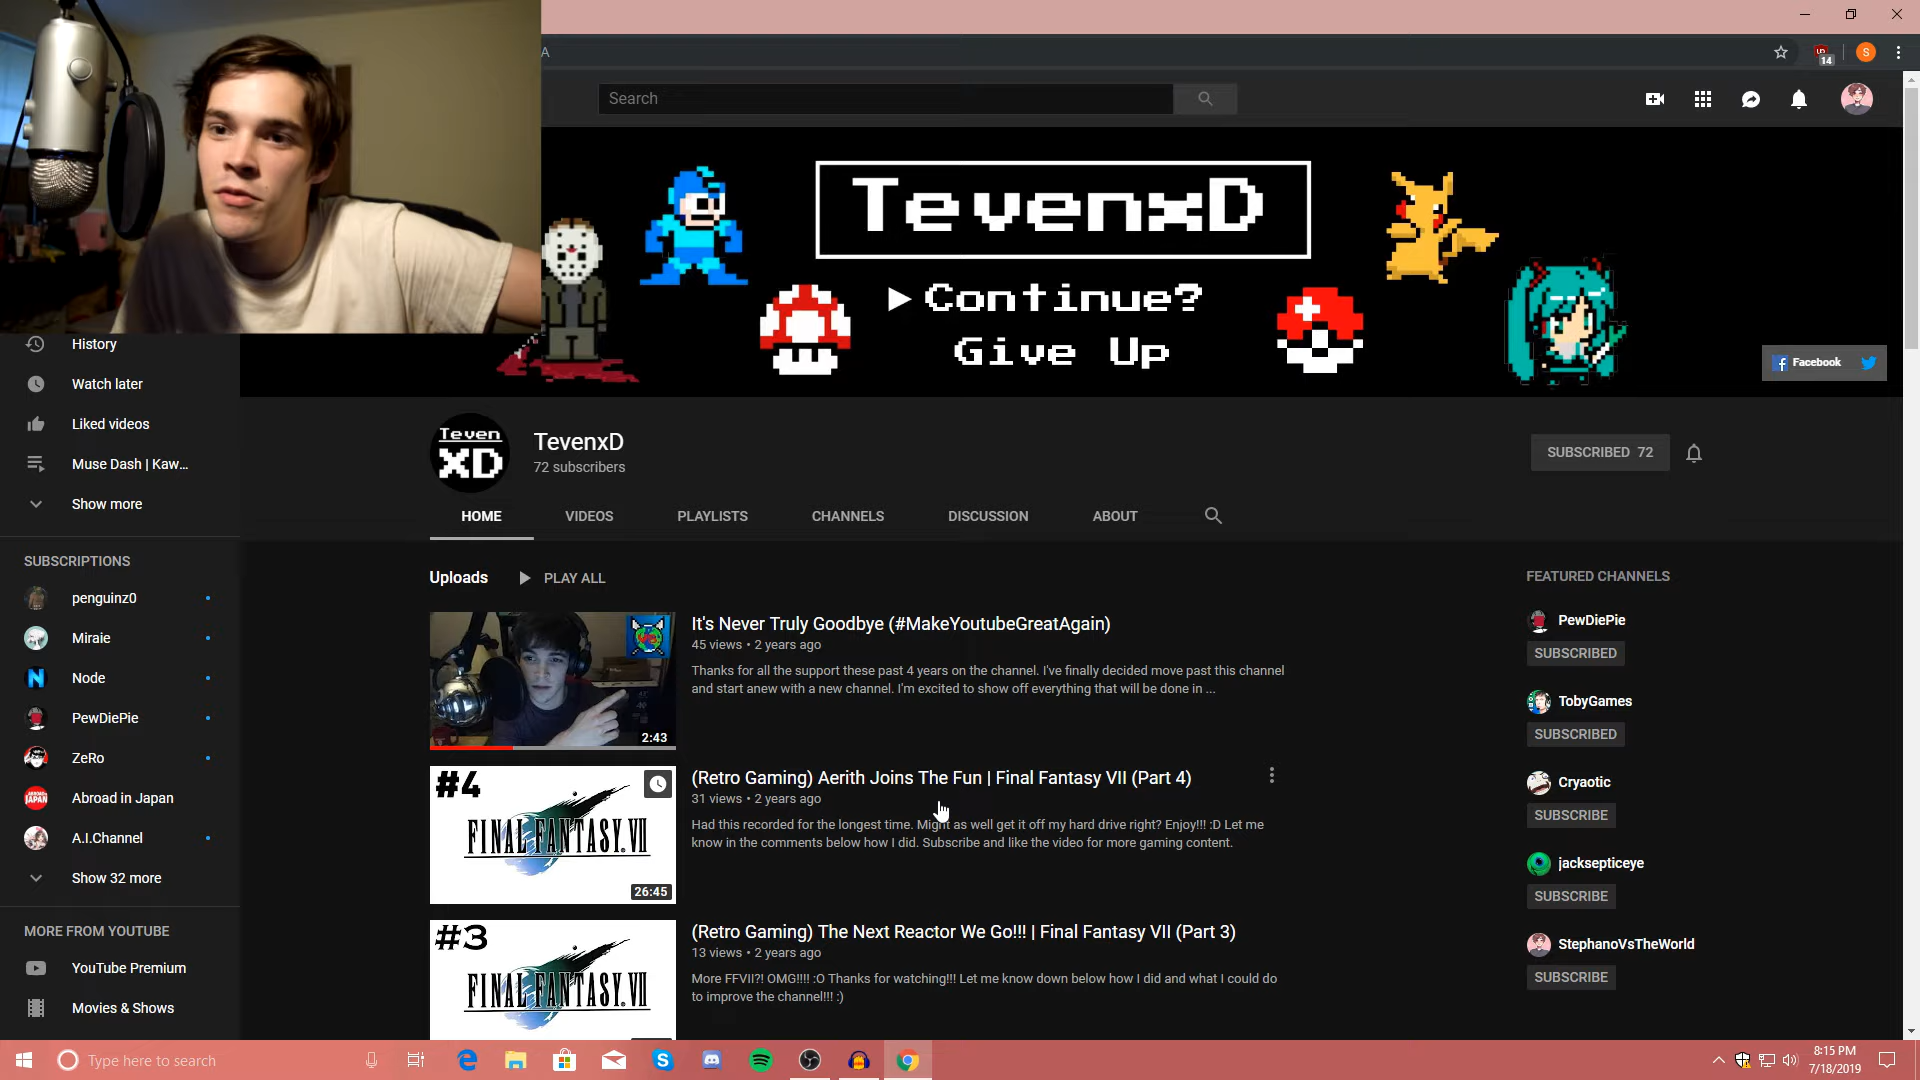 A
14
S
Search
TevenxD
Continue?
Give Up
Facebook
History
Watch later
Liked videos
Muse Dash | Kaw...
Show more
SUBSCRIPTIONS
penguinz0
Miraie
Node
PewDiePie
ZeRo
Abroad in Japan
A.I.Channel
Show 32 more
MORE FROM YOUTUBE
YouTube Premium
Movies & Shows
Teven
XD
TevenxD
72 subscribers
SUBSCRIBED 72
HOME
VIDEOS
PLAYLISTS
CHANNELS
DISCUSSION
ABOUT
Uploads
PLAY ALL
2:43
It's Never Truly Goodbye (#MakeYoutubeGreatAgain)
45 views • 2 years ago
Thanks for all the support these past 4 years on the channel. I've finally decided move past this channel
and start anew with a new channel. I'm excited to show off everything that will be done in ...
#4
FINAL FANTASY VII
26:45
(Retro Gaming) Aerith Joins The Fun | Final Fantasy VII (Part 4)
31 views • 2 years ago
Had this recorded for the longest time. Might as well get it off my hard drive right? Enjoy!!! :D Let me
know in the comments below how I did. Subscribe and like the video for more gaming content.
#3
FINAL FANTASY VII
(Retro Gaming) The Next Reactor We Go!!! | Final Fantasy VII (Part 3)
13 views • 2 years ago
More FFVII?! OMG!!!! :O Thanks for watching!!! Let me know down below how I did and what I could do
to improve the channel!!! :)
FEATURED CHANNELS
PewDiePie
SUBSCRIBED
TobyGames
SUBSCRIBED
Cryaotic
SUBSCRIBE
jacksepticeye
SUBSCRIBE
StephanoVsTheWorld
SUBSCRIBE
Type here to search
8:15 PM
7/18/2019